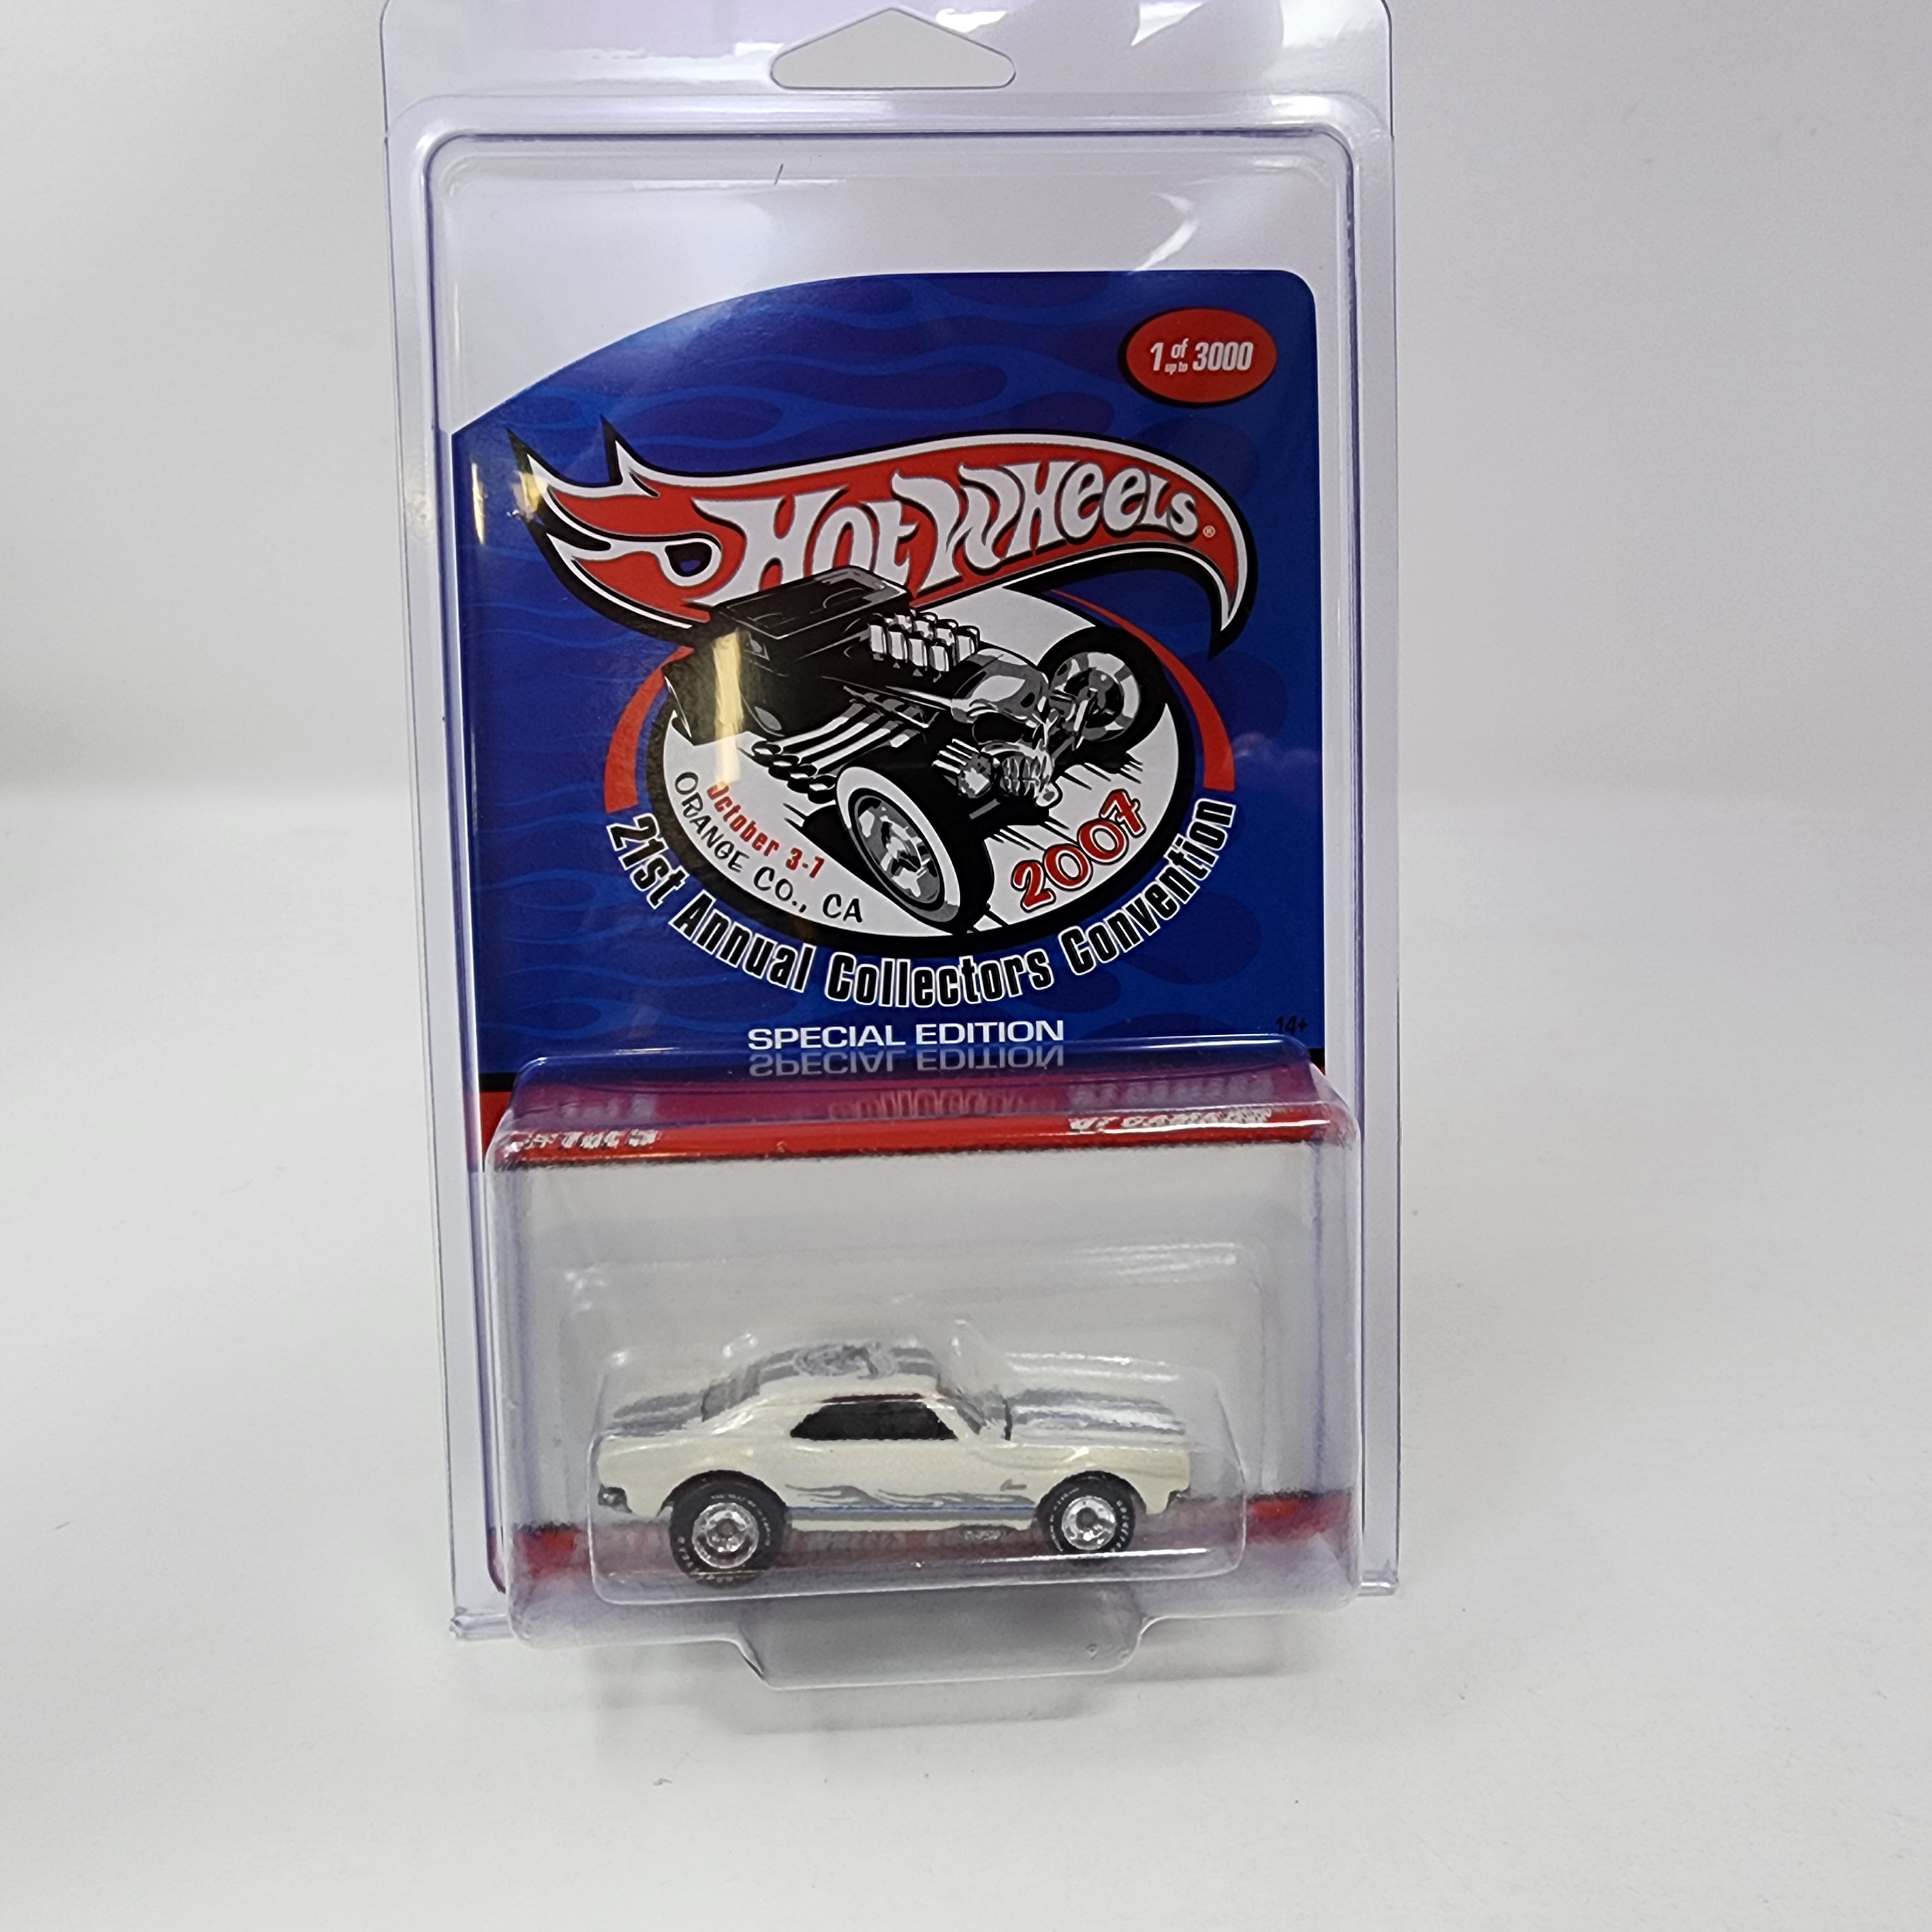 1 of up to 3000
Hot Wheels®
October 3-7
ORANGE CO., CA
2007
21st Annual Collectors Convention
SPECIAL EDITION
14+